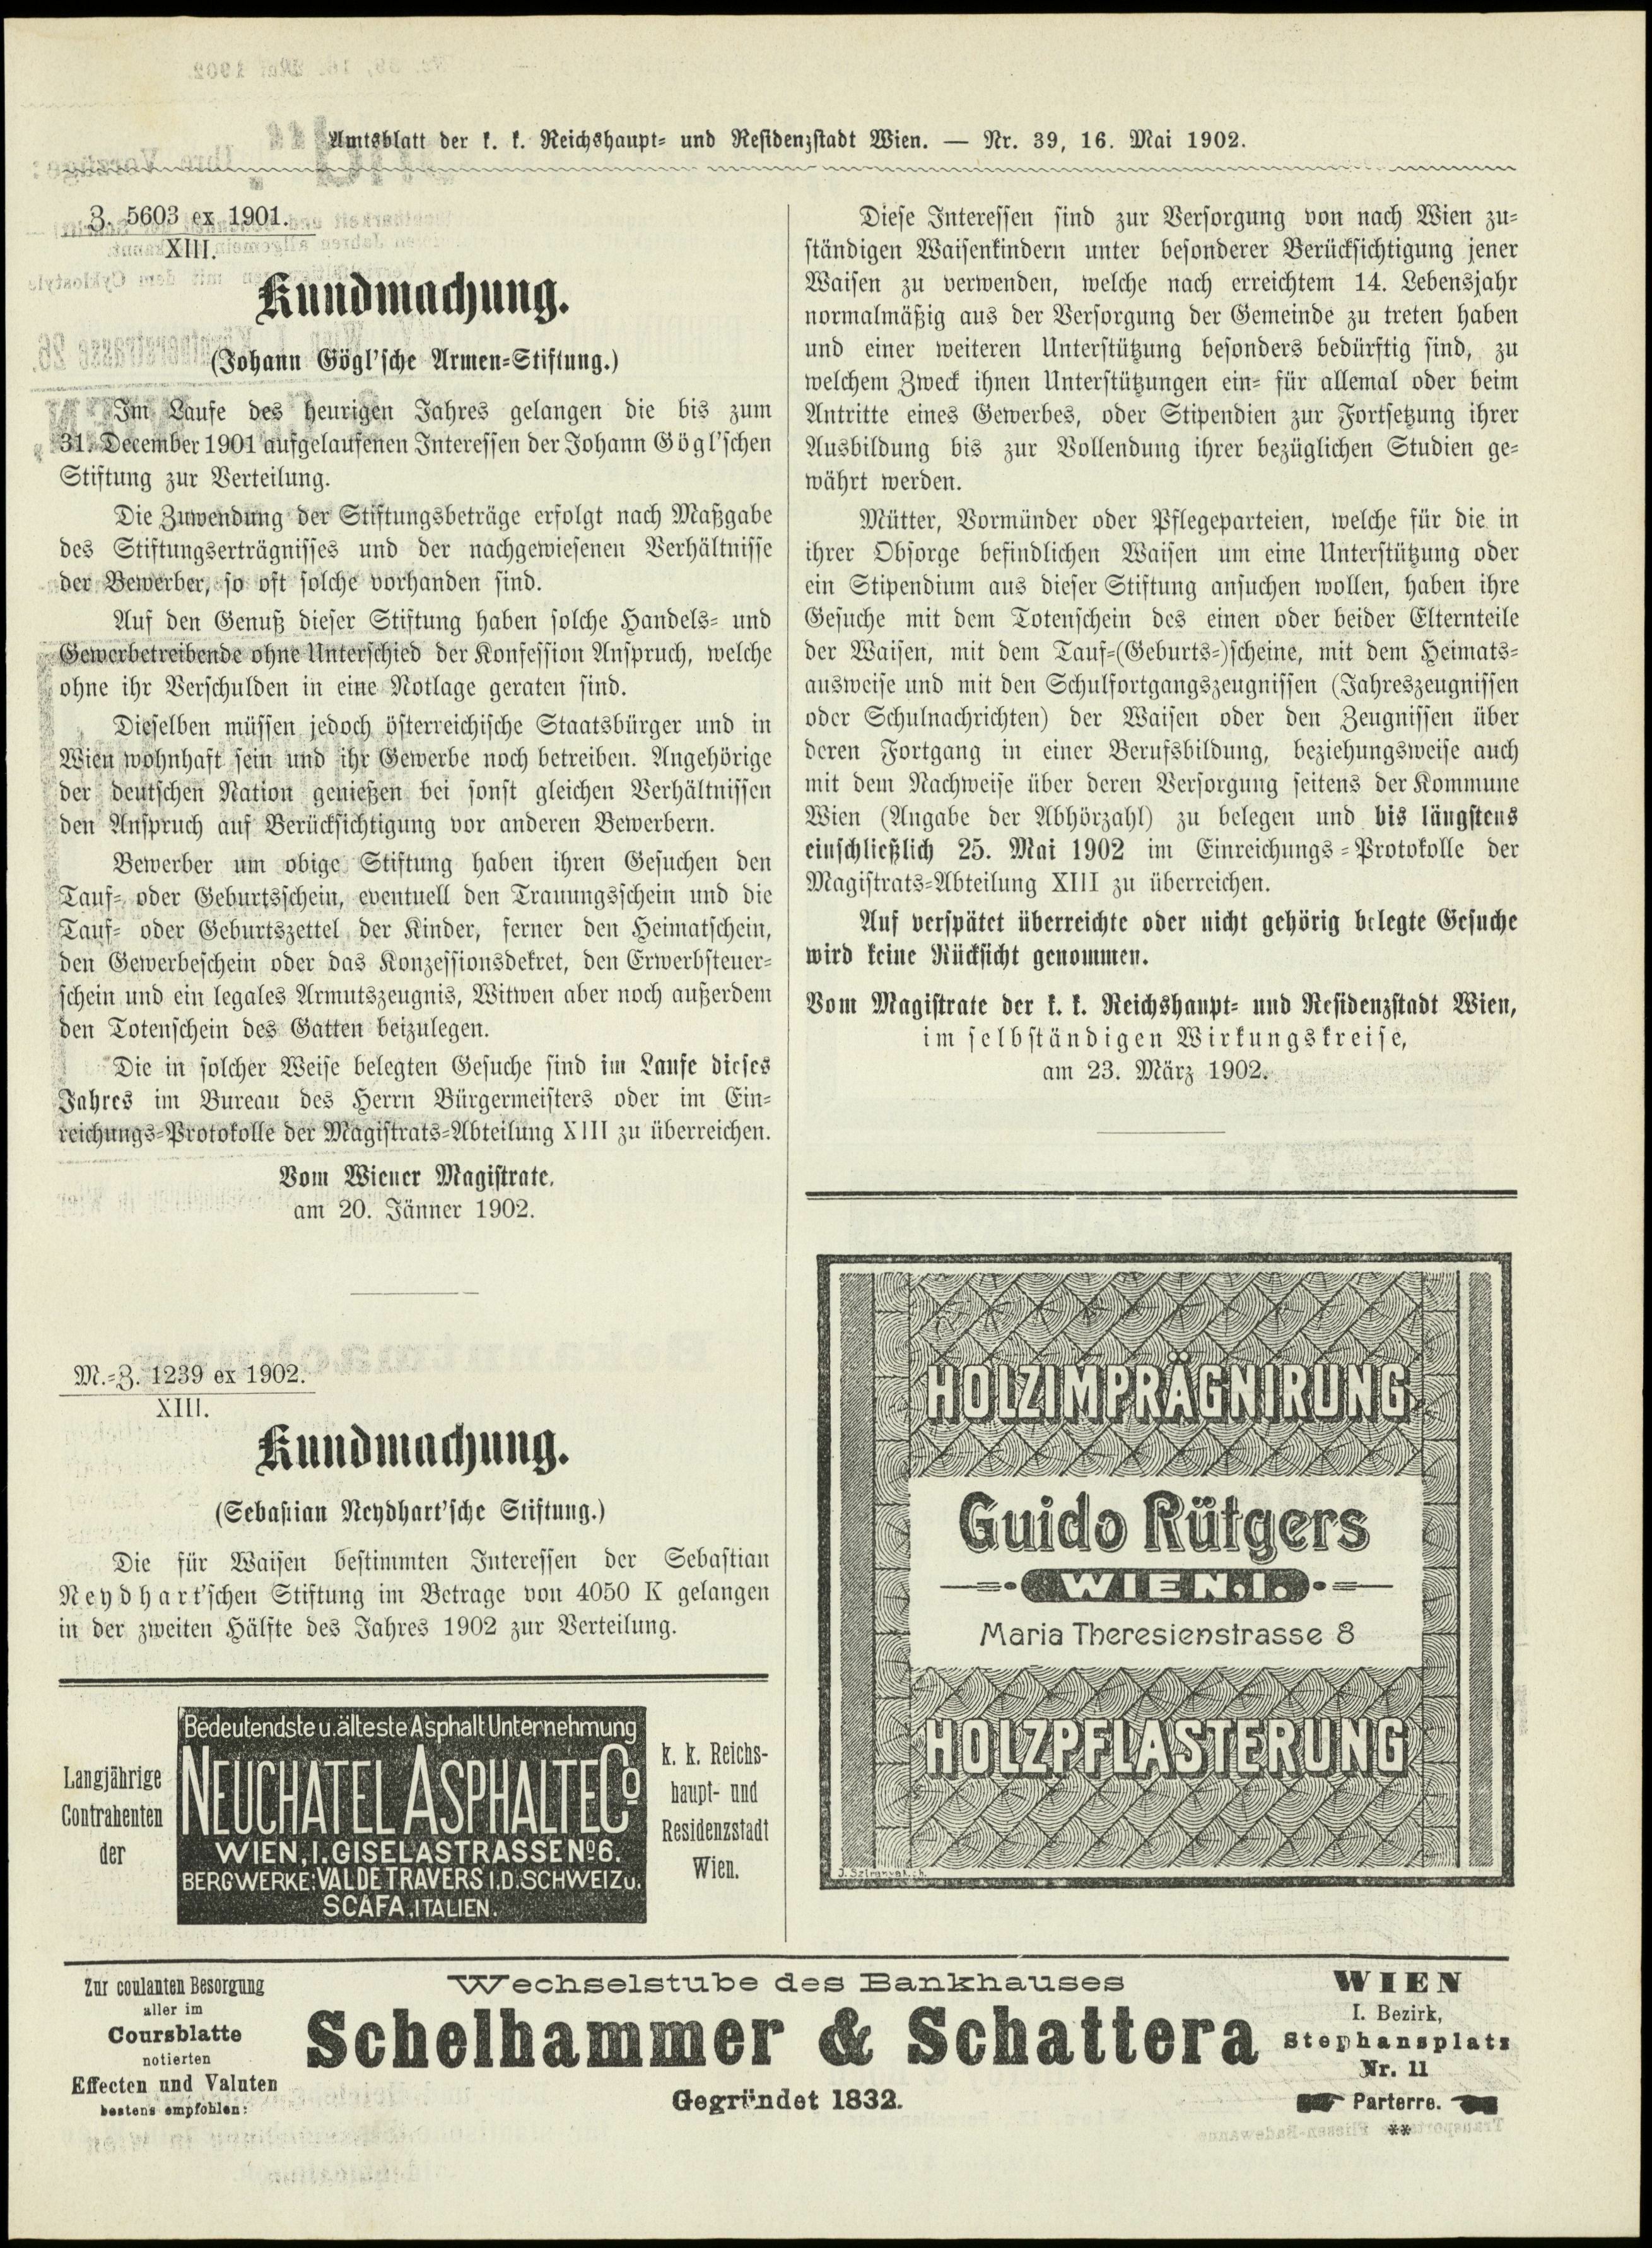 Amtsblatt der k. k. Reichshaupt- und Residenzstadt Wien. — Nr. 39, 16. Mai 1902.
Z. 5603 ex 1901.
XIII.
Kundmachung.
(Johann Gögl'sche Armen-Stiftung.)
Im Laufe des heurigen Jahres gelangen die bis zum
31. December 1901 aufgelaufenen Interessen der Johann Gögl'schen
Stiftung zur Verteilung.
Die Zuwendung der Stiftungsbeträge erfolgt nach Maßgabe
des Stiftungserträgnisses und der nachgewiesenen Verhältnisse
der Bewerber, so oft solche vorhanden sind.
Auf den Genuß dieser Stiftung haben solche Handels- und
Gewerbetreibende ohne Unterschied der Konfession Anspruch, welche
ohne ihr Verschulden in eine Notlage geraten sind.
Dieselben müssen jedoch österreichische Staatsbürger und in
Wien wohnhaft sein und ihr Gewerbe noch betreiben. Angehörige
der deutschen Nation genießen bei sonst gleichen Verhältnissen
den Anspruch auf Berücksichtigung vor anderen Bewerbern.
Bewerber um obige Stiftung haben ihren Gesuchen den
Tauf- oder Geburtsschein, eventuell den Trauungsschein und die
Tauf- oder Geburtszettel der Kinder, ferner den Heimatschein,
den Gewerbeschein oder das Konzessionsdekret, den Erwerbsteuer-
schein und ein legales Armutszeugnis, Witwen aber noch außerdem
den Totenschein des Gatten beizulegen.
Die in solcher Weise belegten Gesuche sind im Laufe dieses
Jahres im Bureau des Herrn Bürgermeisters oder im Ein-
reichungs-Protokolle der Magistrats-Abteilung XIII zu überreichen.
Vom Wiener Magistrate,
am 20. Jänner 1902.
M.-Z. 1239 ex 1902.
XIII.
Kundmachung.
(Sebastian Neydhart'sche Stiftung.)
Die für Waisen bestimmten Interessen der Sebastian
Neydhart'schen Stiftung im Betrage von 4050 K gelangen
in der zweiten Hälfte des Jahres 1902 zur Verteilung.
Diese Interessen sind zur Versorgung von nach Wien zu-
ständigen Waisenkindern unter besonderer Berücksichtigung jener
Waisen zu verwenden, welche nach erreichtem 14. Lebensjahr
normalmäßig aus der Versorgung der Gemeinde zu treten haben
und einer weiteren Unterstützung besonders bedürftig sind, zu
welchem Zweck ihnen Unterstützungen ein- für allemal oder beim
Antritte eines Gewerbes, oder Stipendien zur Fortsetzung ihrer
Ausbildung bis zur Vollendung ihrer bezüglichen Studien ge-
währt werden.
Mütter, Vormünder oder Pflegeparteien, welche für die in
ihrer Obsorge befindlichen Waisen um eine Unterstützung oder
ein Stipendium aus dieser Stiftung ansuchen wollen, haben ihre
Gesuche mit dem Totenschein des einen oder beider Elternteile
der Waisen, mit dem Tauf-(Geburts-)scheine, mit dem Heimats-
ausweise und mit den Schulfortgangszeugnissen (Jahreszeugnissen
oder Schulnachrichten) der Waisen oder den Zeugnissen über
deren Fortgang in einer Berufsbildung, beziehungsweise auch
mit dem Nachweise über deren Versorgung seitens der Kommune
Wien (Angabe der Abhörzahl) zu belegen und bis längstens
einschließlich 25. Mai 1902 im Einreichungs-Protokolle der
Magistrats-Abteilung XIII zu überreichen.
Auf verspätet überreichte oder nicht gehörig belegte Gesuche
wird keine Rücksicht genommen.
Vom Magistrate der k. k. Reichshaupt- und Residenzstadt Wien,
im selbständigen Wirkungskreise,
am 23. März 1902.
Langjährige
Contrahenten
der
Bedeutendste u. älteste Asphalt Unternehmung
NEUCHATEL ASPHALTE Co
WIEN, I. GISELASTRASSE No 6.
BERGWERKE: VAL DE TRAVERS I.D. SCHWEIZ u.
SCAFA, ITALIEN.
k. k. Reichs-
haupt- und
Residenzstadt
Wien.
HOLZIMPRÄGNIRUNG
Guido Rütgers
WIEN, I.
Maria Theresienstrasse 8
HOLZPFLASTERUNG
Zur coulanten Besorgung
aller im
Coursblatte
notierten
Effecten und Valuten
bestens empfohlen:
Wechselstube des Bankhauses
Schelhammer & Schattera
Gegründet 1832.
WIEN
I. Bezirk,
Stephansplatz
Nr. 11
Parterre.
**